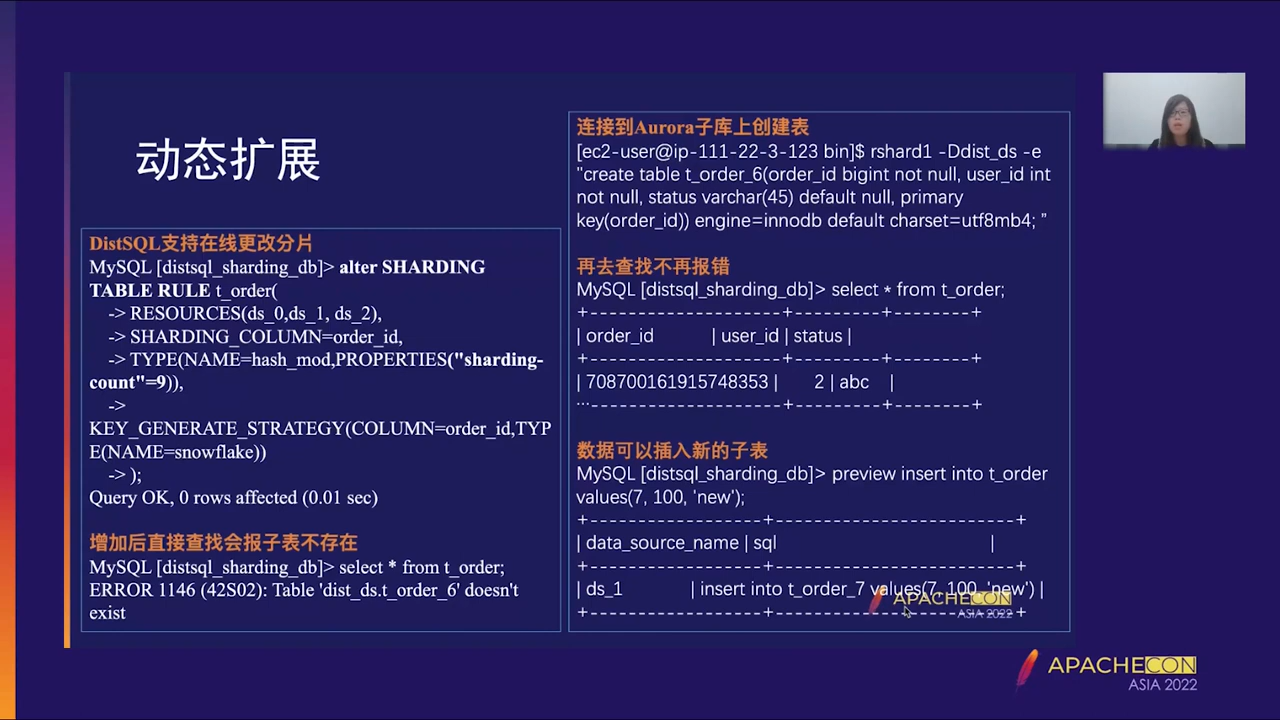 动态扩展
DistSQL支持在线更改分片
MySQL [distsql_sharding_db]> alter SHARDING
TABLE RULE t_order(
-> RESOURCES(ds_0,ds_1, ds_2),
-> SHARDING_COLUMN=order_id,
-> TYPE(NAME=hash_mod,PROPERTIES("sharding-
count"=9)),
->
KEY_GENERATE_STRATEGY(COLUMN=order_id,TYP
E(NAME=snowflake))
-> );
Query OK, 0 rows affected (0.01 sec)
增加后直接查找会报子表不存在
MySQL [distsql_sharding_db]> select * from t_order;
ERROR 1146 (42S02): Table 'dist_ds.t_order_6' doesn't
exist
连接到Aurora子库上创建表
[ec2-user@ip-111-22-3-123 bin]$ rshard1 -Ddist_ds -e
"create table t_order_6(order_id bigint not null, user_id int
not null, status varchar(45) default null, primary
key(order_id)) engine=innodb default charset=utf8mb4; ”
再去查找不再报错
MySQL [distsql_sharding_db]> select * from t_order;
+--------------------+---------+--------+
| order_id | user_id | status |
+--------------------+---------+--------+
| 708700161915748353 | 2 | abc |
…-------------------+---------+--------+
数据可以插入新的子表
MySQL [distsql_sharding_db]> preview insert into t_order
values(7, 100, 'new');
+------------------+-------------------------+
| data_source_name | sql |
+------------------+-------------------------+
| ds_1 | insert into t_order_7 values(7, 100, 'new') |
+------------------+-------------------------+
APACHECON
ASIA 2022
APACHECON
ASIA 2022